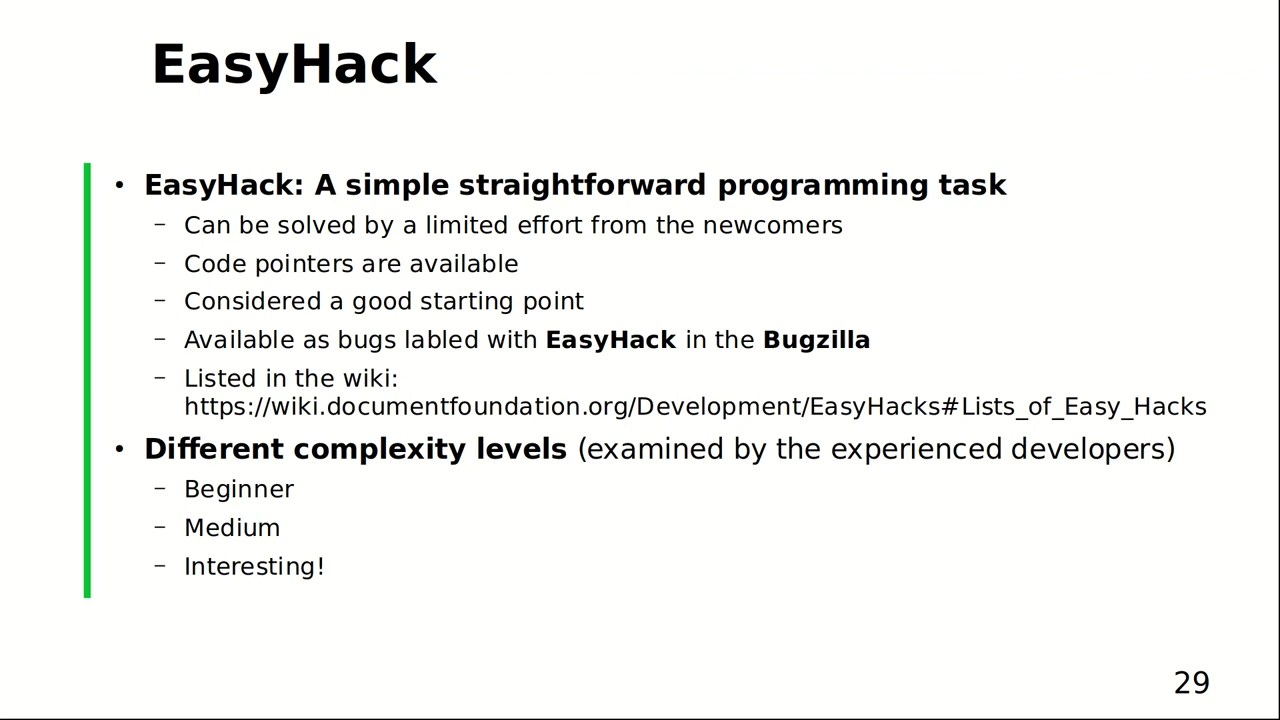 EasyHack
• EasyHack: A simple straightforward programming task
– Can be solved by a limited effort from the newcomers
– Code pointers are available
– Considered a good starting point
– Available as bugs labled with EasyHack in the Bugzilla
– Listed in the wiki:
https://wiki.documentfoundation.org/Development/EasyHacks#Lists_of_Easy_Hacks
• Different complexity levels (examined by the experienced developers)
– Beginner
– Medium
– Interesting!
29